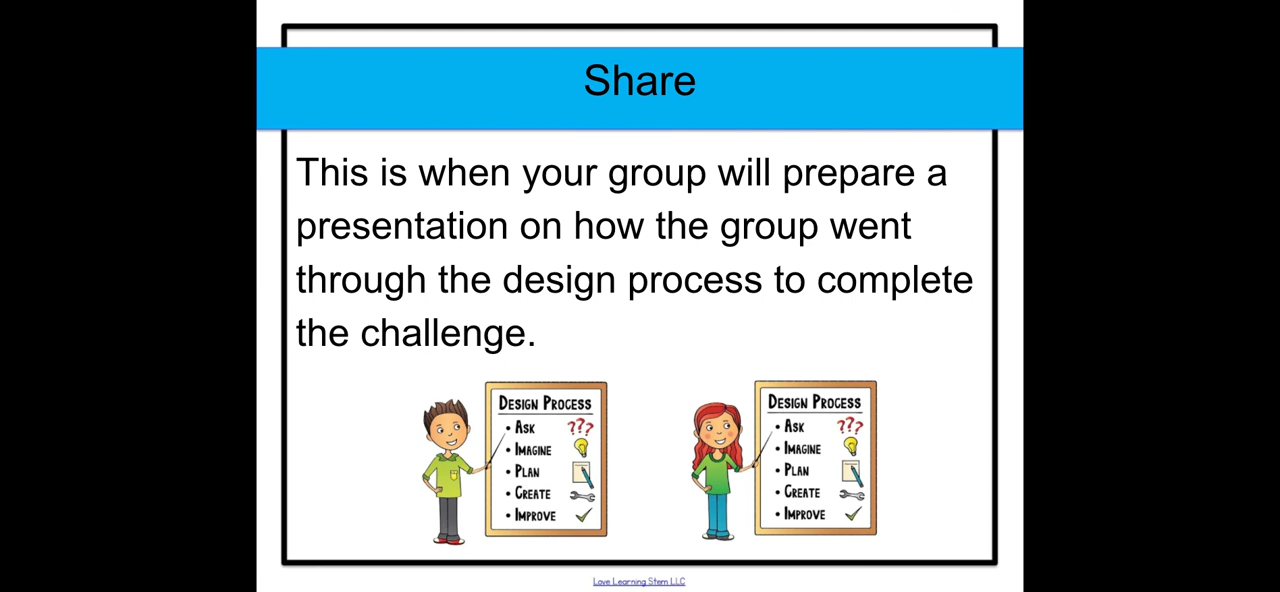 Share
This is when your group will prepare a
presentation on how the group went
through the design process to complete
the challenge.
DESIGN PROCESS
• ASK ???
• IMAGINE
• PLAN
• CREATE
• IMPROVE
DESIGN PROCESS
• ASK ???
• IMAGINE
• PLAN
• CREATE
• IMPROVE
Love Learning Stem LLC